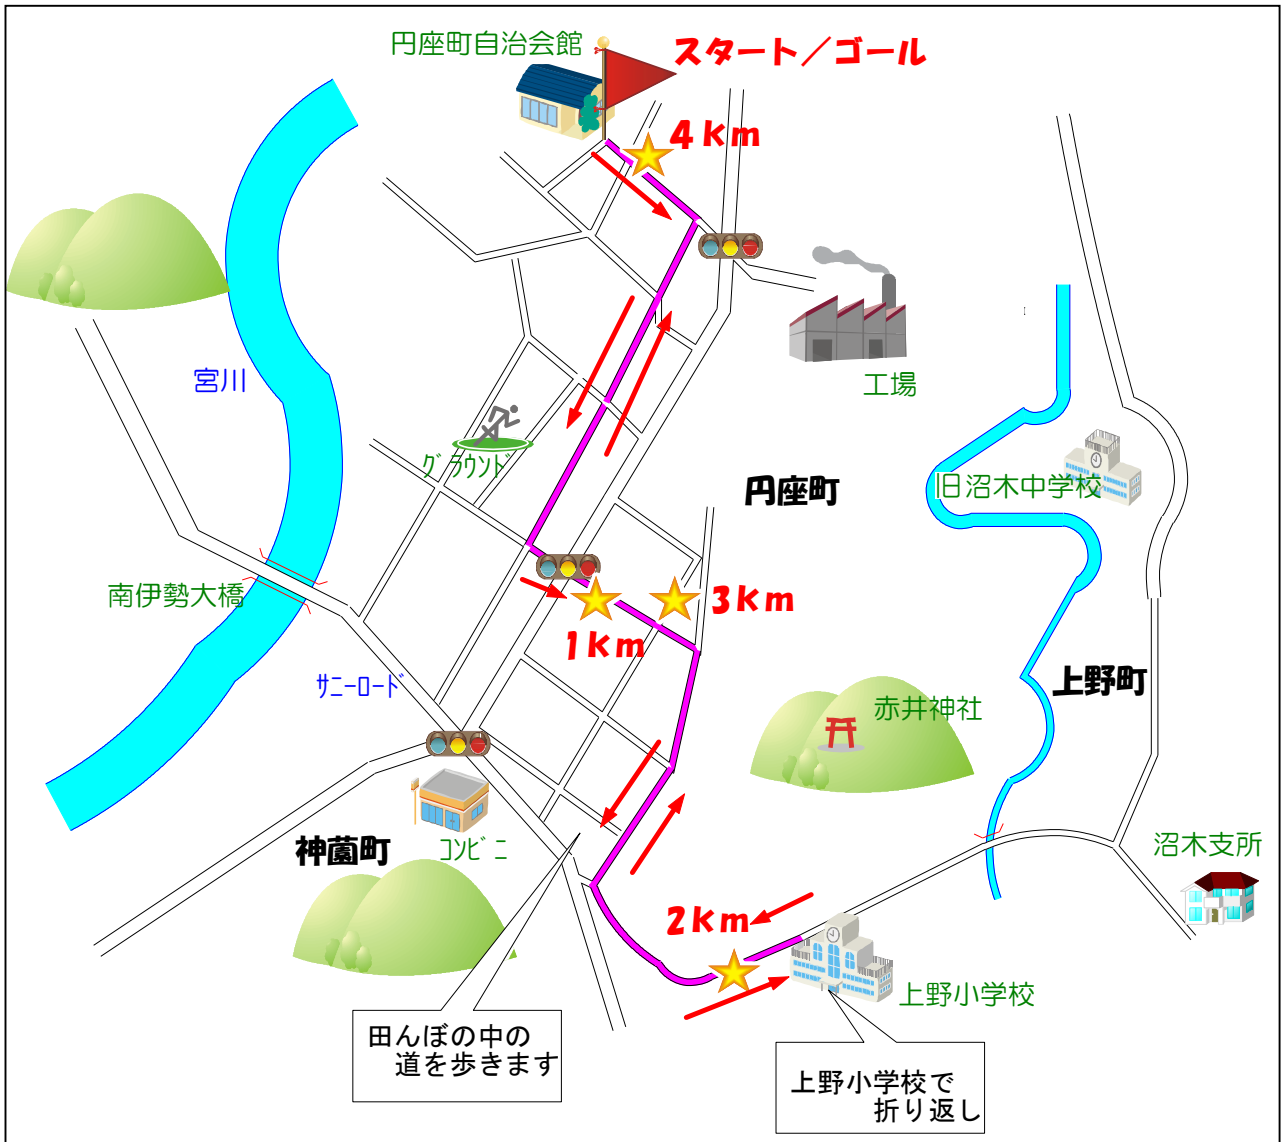 円座町自治会館
スタート／ゴール
4km
工場
宮川
グラウンド
円座町
旧沼木中学校
南伊勢大橋
3km
1km
サニーロード
上野町
赤井神社
神薗町
コンビニ
沼木支所
2km
上野小学校
田んぼの中の
道を歩きます
上野小学校で
折り返し